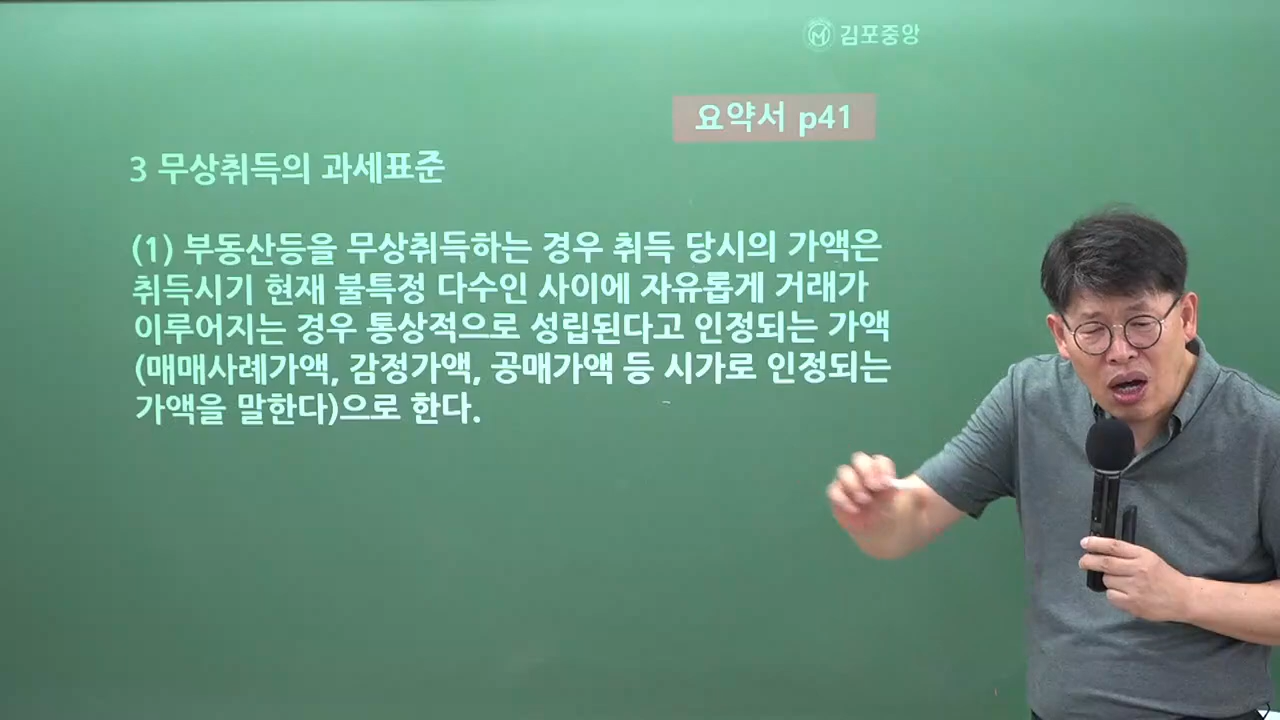 김포중앙
요약서 p41
3 무상취득의 과세표준
(1) 부동산등을 무상취득하는 경우 취득 당시의 가액은
취득시기 현재 불특정 다수인 사이에 자유롭게 거래가
이루어지는 경우 통상적으로 성립된다고 인정되는 가액
(매매사례가액, 감정가액, 공매가액 등 시가로 인정되는
가액을 말한다)으로 한다.